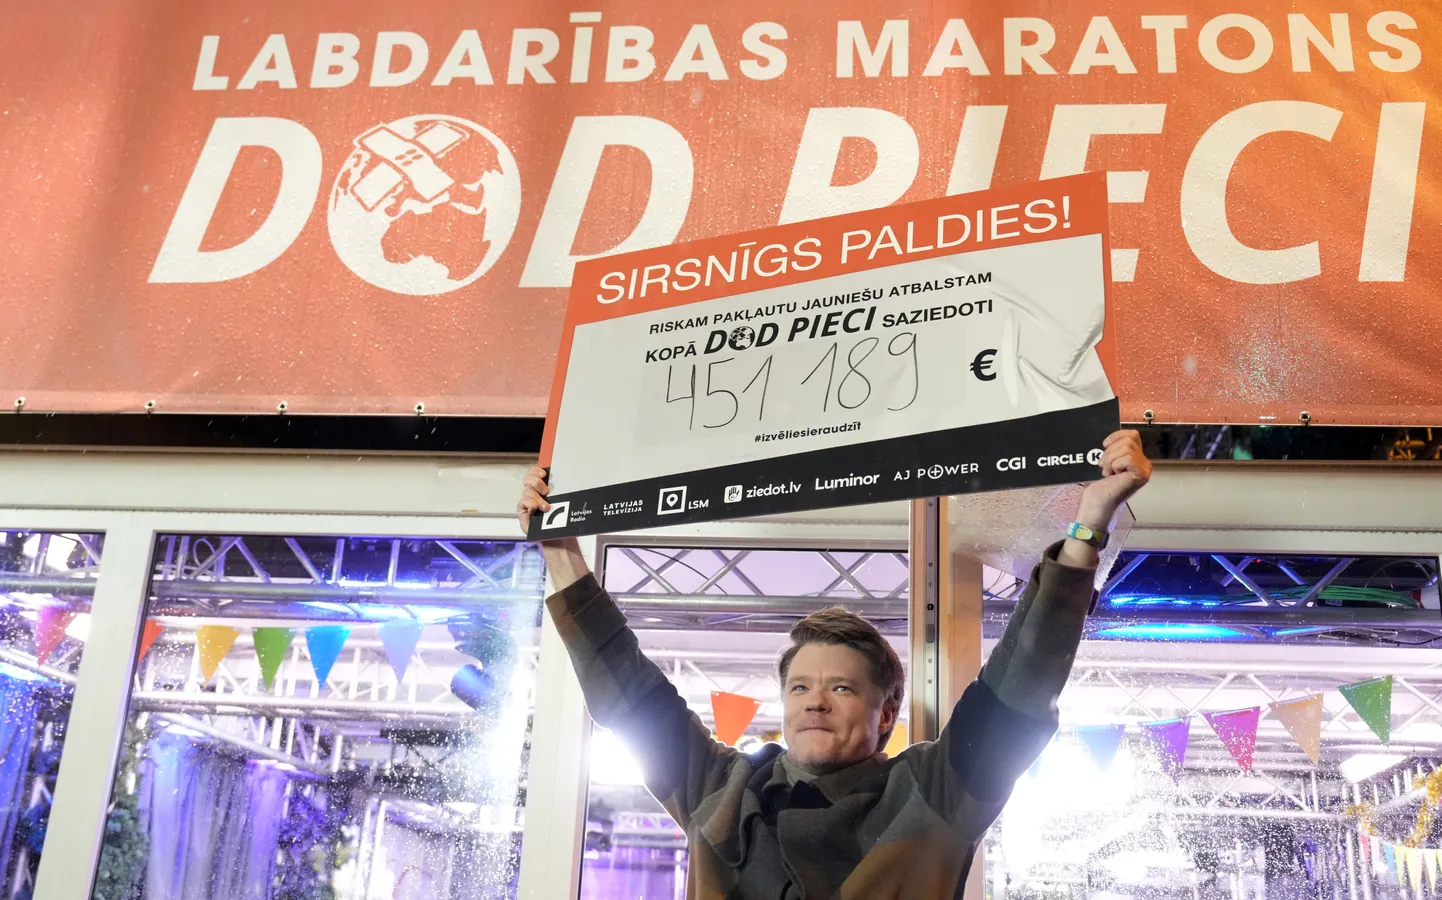 LABDARĪBAS MARATONS
DOD PIECI
SIRSNĪGS PALDIES!
RISKAM PAKĻAUTU JAUNIEŠU ATBALSTAM
KOPĀ DOD PIECI SAZIEDOTI
451 189 €
#izvēliesieraudzīt
Latvijas Radio LATVIJAS TELEVĪZIJA LSM ziedot.lv Luminor AJ POWER CGI CIRCLE K